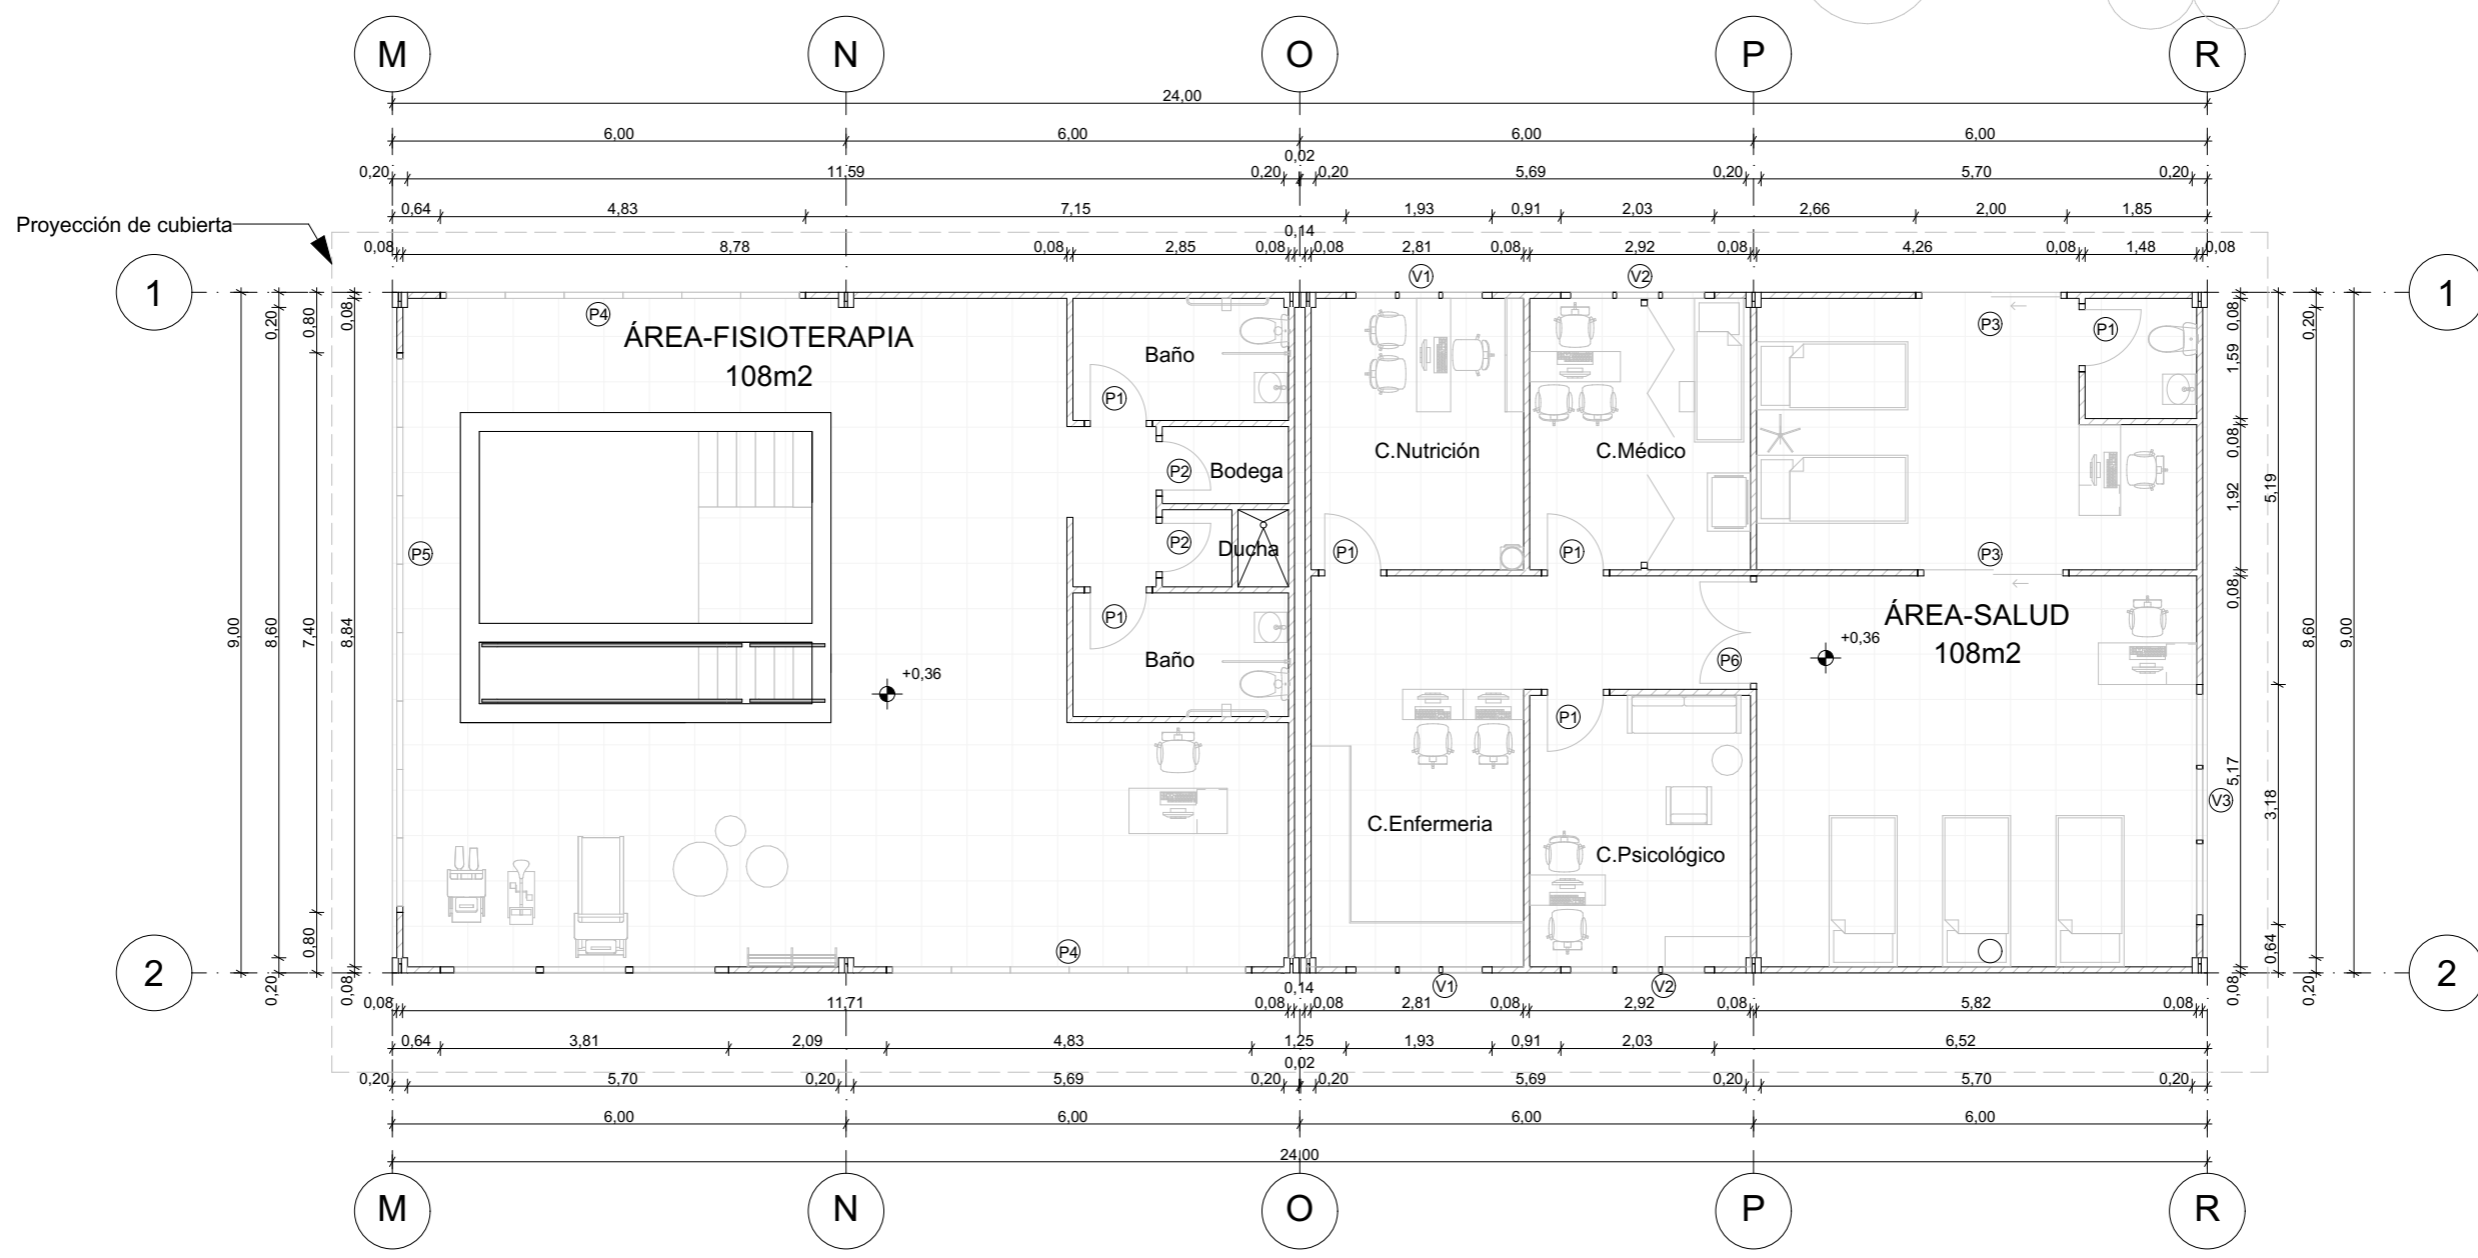 M N O P R
24,00
6,00 6,00 6,00 6,00
0,02
0,20 11,59 0,20 0,20 5,69 0,20 5,70 0,20
0,64 4,83 7,15 1,93 0,91 2,03 2,66 2,00 1,85
Proyección de cubierta
0,14
0,08 8,78 0,08 2,85 0,08 0,08 2,81 0,08 2,92 0,08 4,26 0,08 1,48 0,08
V1 V2
1 1
0,20 0,80 0,08
0,08 0,20
P4 P3 P1
ÁREA-FISIOTERAPIA
108m2
Baño
1,59
P1
0,08
C.Nutrición C.Médico
P2 Bodega
1,92 5,19
P5 P2 Ducha P1 P1 P3
0,08
ÁREA-SALUD
108m2
P1
9,00 8,60 7,40 8,84
8,60 9,00
+0,36
P6
Baño
+0,36
P1
5,17
3,18
V3
C.Enfermeria
C.Psicológico
0,80
P4
0,64
2 2
0,20 0,08
0,08 0,20
V1 V2
0,14
0,08 11,71 0,08 0,08 2,81 0,08 2,92 0,08 5,82 0,08
0,64 3,81 2,09 4,83 1,25 1,93 0,91 2,03 6,52
0,02
0,20 5,70 0,20 5,69 0,20 0,20 5,69 0,20 5,70 0,20
6,00 6,00 6,00 6,00
24,00
M N O P R